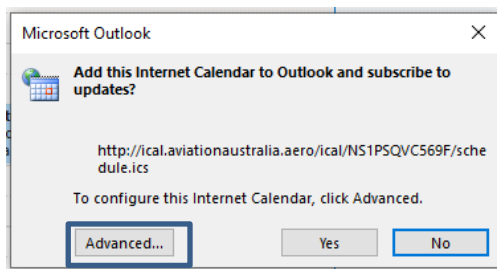 Microsoft Outlook
Add this Internet Calendar to Outlook and subscribe to
updates?
http://ical.aviationaustralia.aero/ical/NS1PSQVC569F/sche
dule.ics
To configure this Internet Calendar, click Advanced.
Advanced... Yes No